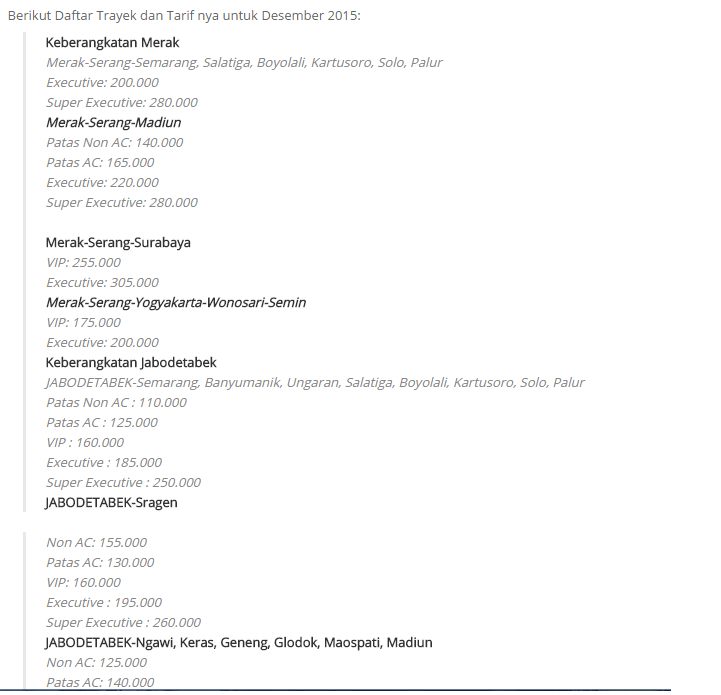 Berikut Daftar Trayek dan Tarif nya untuk Desember 2015:
Keberangkatan Merak
Merak-Serang-Semarang, Salatiga, Boyolali, Kartusoro, Solo, Palur
Executive: 200.000
Super Executive: 280.000
Merak-Serang-Madiun
Patas Non AC: 140.000
Patas AC: 165.000
Executive: 220.000
Super Executive: 280.000
Merak-Serang-Surabaya
VIP: 255.000
Executive: 305.000
Merak-Serang-Yogyakarta-Wonosari-Semin
VIP: 175.000
Executive: 200.000
Keberangkatan Jabodetabek
JABODETABEK-Semarang, Banyumanik, Ungaran, Salatiga, Boyolali, Kartusoro, Solo, Palur
Patas Non AC : 110.000
Patas AC : 125.000
VIP : 160.000
Executive : 185.000
Super Executive : 250.000
JABODETABEK-Sragen
Non AC: 155.000
Patas AC: 130.000
VIP: 160.000
Executive : 195.000
Super Executive : 260.000
JABODETABEK-Ngawi, Keras, Geneng, Glodok, Maospati, Madiun
Non AC: 125.000
Patas AC: 140.000